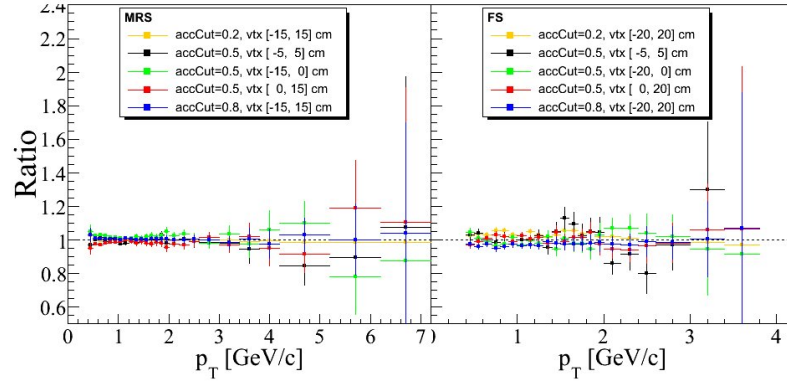 MRS
accCut=0.2, vtx [-15, 15] cm
accCut=0.5, vtx [ -5, 5] cm
accCut=0.5, vtx [-15, 0] cm
accCut=0.5, vtx [ 0, 15] cm
accCut=0.8, vtx [-15, 15] cm
FS
accCut=0.2, vtx [-20, 20] cm
accCut=0.5, vtx [ -5, 5] cm
accCut=0.5, vtx [-20, 0] cm
accCut=0.5, vtx [ 0, 20] cm
accCut=0.8, vtx [-20, 20] cm
Ratio
2.4
2.2
2
1.8
1.6
1.4
1.2
1
0.8
0.6
0 1 2 3 4 5 6 7
1 2 3 4
p_T [GeV/c]
p_T [GeV/c]